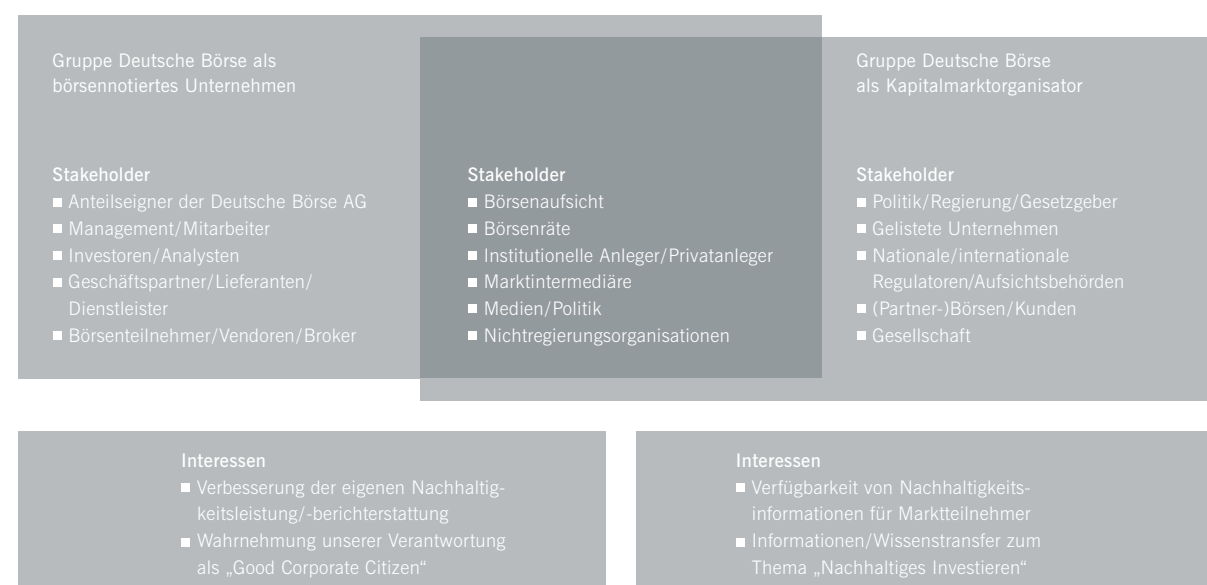 Gruppe Deutsche Börse als
börsennotiertes Unternehmen
Stakeholder
■ Anteilseigner der Deutsche Börse AG
■ Management/Mitarbeiter
■ Investoren/Analysten
■ Geschäftspartner/Lieferanten/
Dienstleister
■ Börsenteilnehmer/Vendoren/Broker
Stakeholder
■ Börsenaufsicht
■ Börsenräte
■ Institutionelle Anleger/Privatanleger
■ Marktintermediäre
■ Medien/Politik
■ Nichtregierungsorganisationen
Gruppe Deutsche Börse
als Kapitalmarktorganisator
Stakeholder
■ Politik/Regierung/Gesetzgeber
■ Gelistete Unternehmen
■ Nationale/internationale
Regulatoren/Aufsichtsbehörden
■ (Partner-)Börsen/Kunden
■ Gesellschaft
Interessen
■ Verbesserung der eigenen Nachhaltig-
keitsleistung/-berichterstattung
■ Wahrnehmung unserer Verantwortung
als „Good Corporate Citizen“
Interessen
■ Verfügbarkeit von Nachhaltigkeits-
informationen für Marktteilnehmer
■ Informationen/Wissenstransfer zum
Thema „Nachhaltiges Investieren“